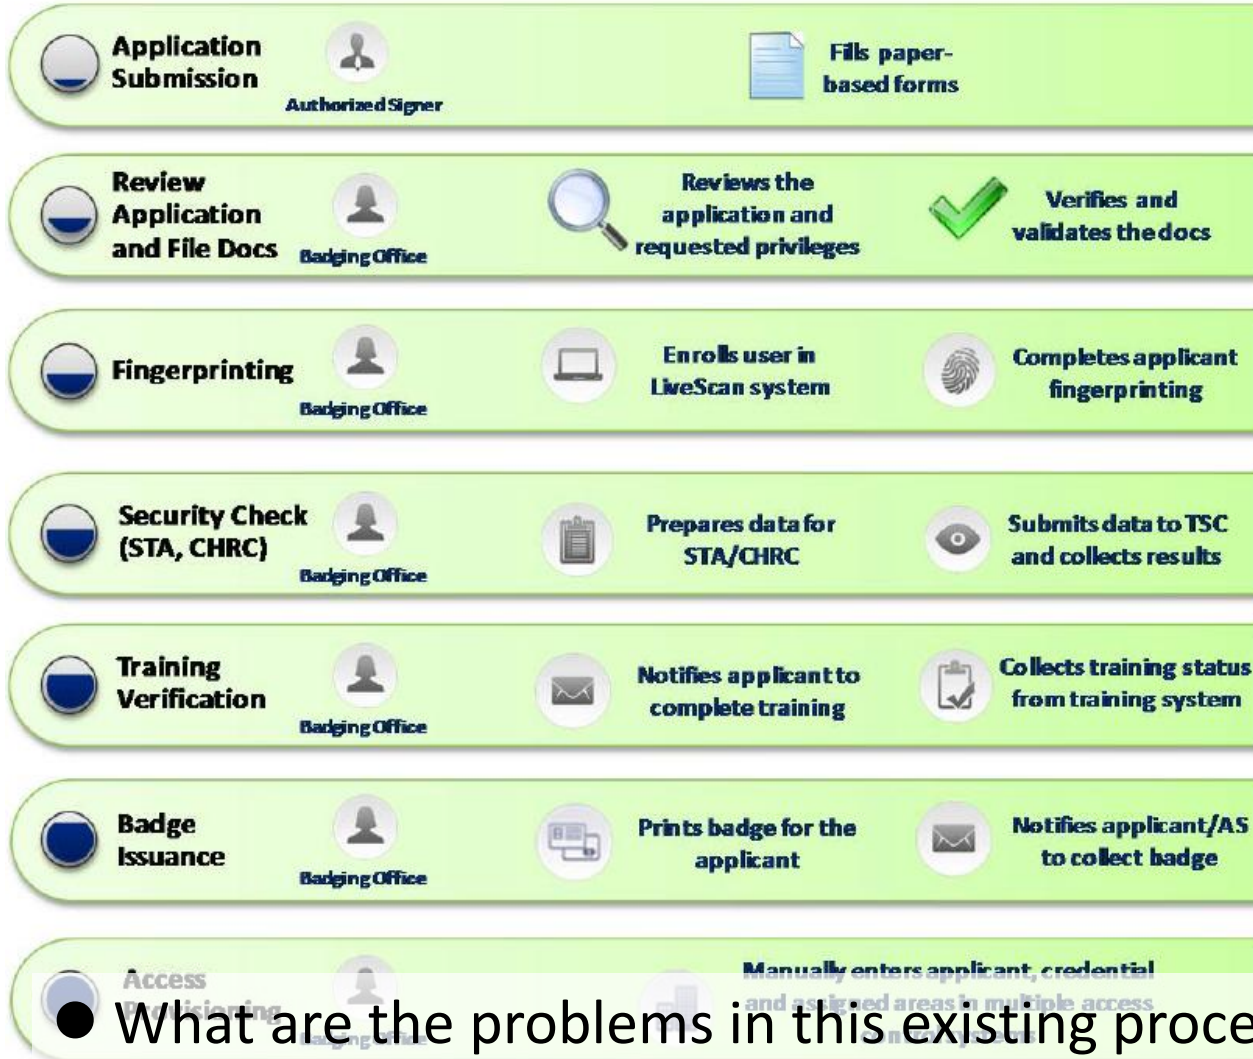 Application
Submission
Authorized Signer
Fills paper-
based forms
Review
Application
and File Docs
Badging Office
Reviews the
application and
requested privileges
Verifies and
validates the docs
Fingerprinting
Badging Office
Enrolls user in
LiveScan system
Completes applicant
fingerprinting
Security Check
(STA, CHRC)
Badging Office
Prepares data for
STA/CHRC
Submits data to TSC
and collects results
Training
Verification
Badging Office
Notifies applicant to
complete training
Collects training status
from training system
Badge
Issuance
Badging Office
Prints badge for the
applicant
Notifies applicant/AS
to collect badge
Access
Provisioning
Badging Office
Manually enters applicant, credential
and assigned areas in multiple access
control systems
● What are the problems in this existing proce